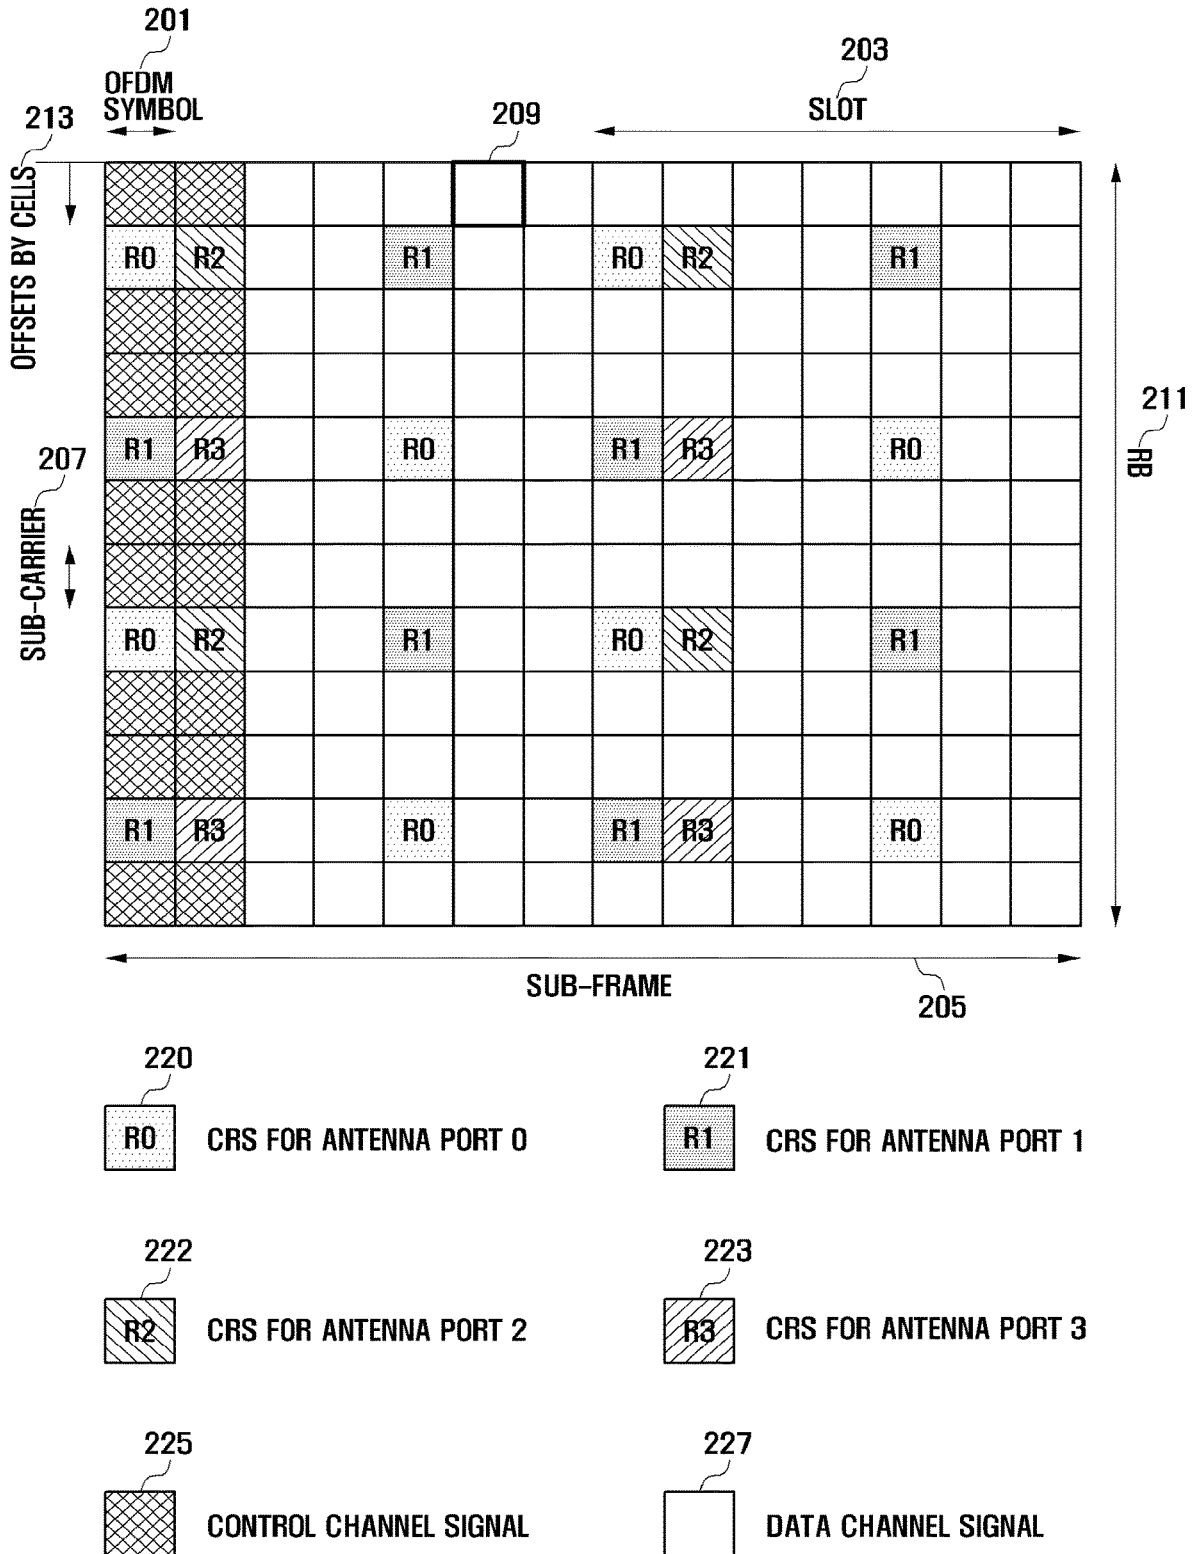 201
OFDM
SYMBOL
203
SLOT
213
209
OFFSETS BY CELLS
R0 R2 R1 R0 R2 R1
R1 R3 R0 R1 R3 R0
211
RB
207
SUB-CARRIER
R0 R2 R1 R0 R2 R1
R1 R3 R0 R1 R3 R0
SUB-FRAME
205
220
R0 CRS FOR ANTENNA PORT 0
221
R1 CRS FOR ANTENNA PORT 1
222
R2 CRS FOR ANTENNA PORT 2
223
R3 CRS FOR ANTENNA PORT 3
225
CONTROL CHANNEL SIGNAL
227
DATA CHANNEL SIGNAL